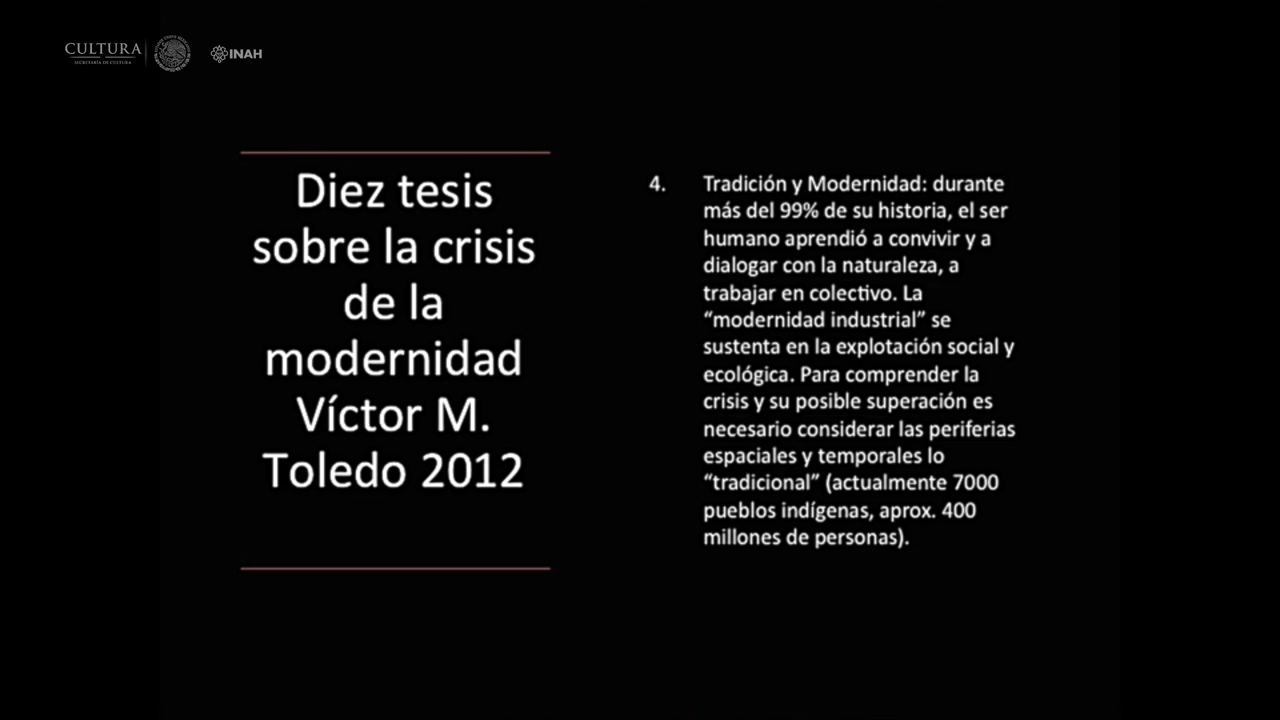 CULTURA
SECRETARÍA DE CULTURA
INAH
Diez tesis
sobre la crisis
de la
modernidad
Víctor M.
Toledo 2012
4. Tradición y Modernidad: durante
más del 99% de su historia, el ser
humano aprendió a convivir y a
dialogar con la naturaleza, a
trabajar en colectivo. La
“modernidad industrial” se
sustenta en la explotación social y
ecológica. Para comprender la
crisis y su posible superación es
necesario considerar las periferias
espaciales y temporales lo
“tradicional” (actualmente 7000
pueblos indígenas, aprox. 400
millones de personas).